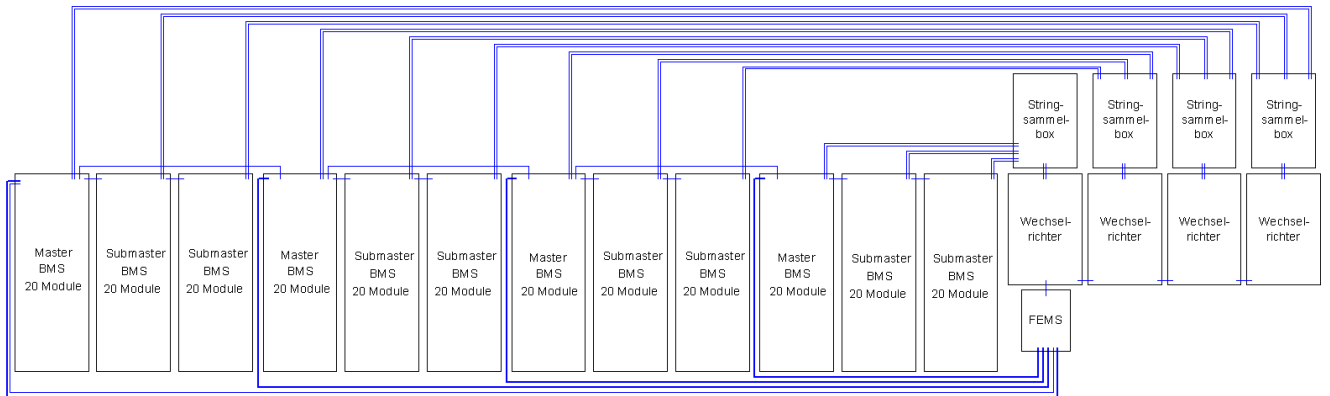 String-
sammel-
box
String-
sammel-
box
String-
sammel-
box
String-
sammel-
box
Master
BMS
20 Module
Submaster
BMS
20 Module
Submaster
BMS
20 Module
Master
BMS
20 Module
Submaster
BMS
20 Module
Submaster
BMS
20 Module
Master
BMS
20 Module
Submaster
BMS
20 Module
Submaster
BMS
20 Module
Master
BMS
20 Module
Submaster
BMS
20 Module
Submaster
BMS
20 Module
Wechsel-
richter
Wechsel-
richter
Wechsel-
richter
Wechsel-
richter
FEMS